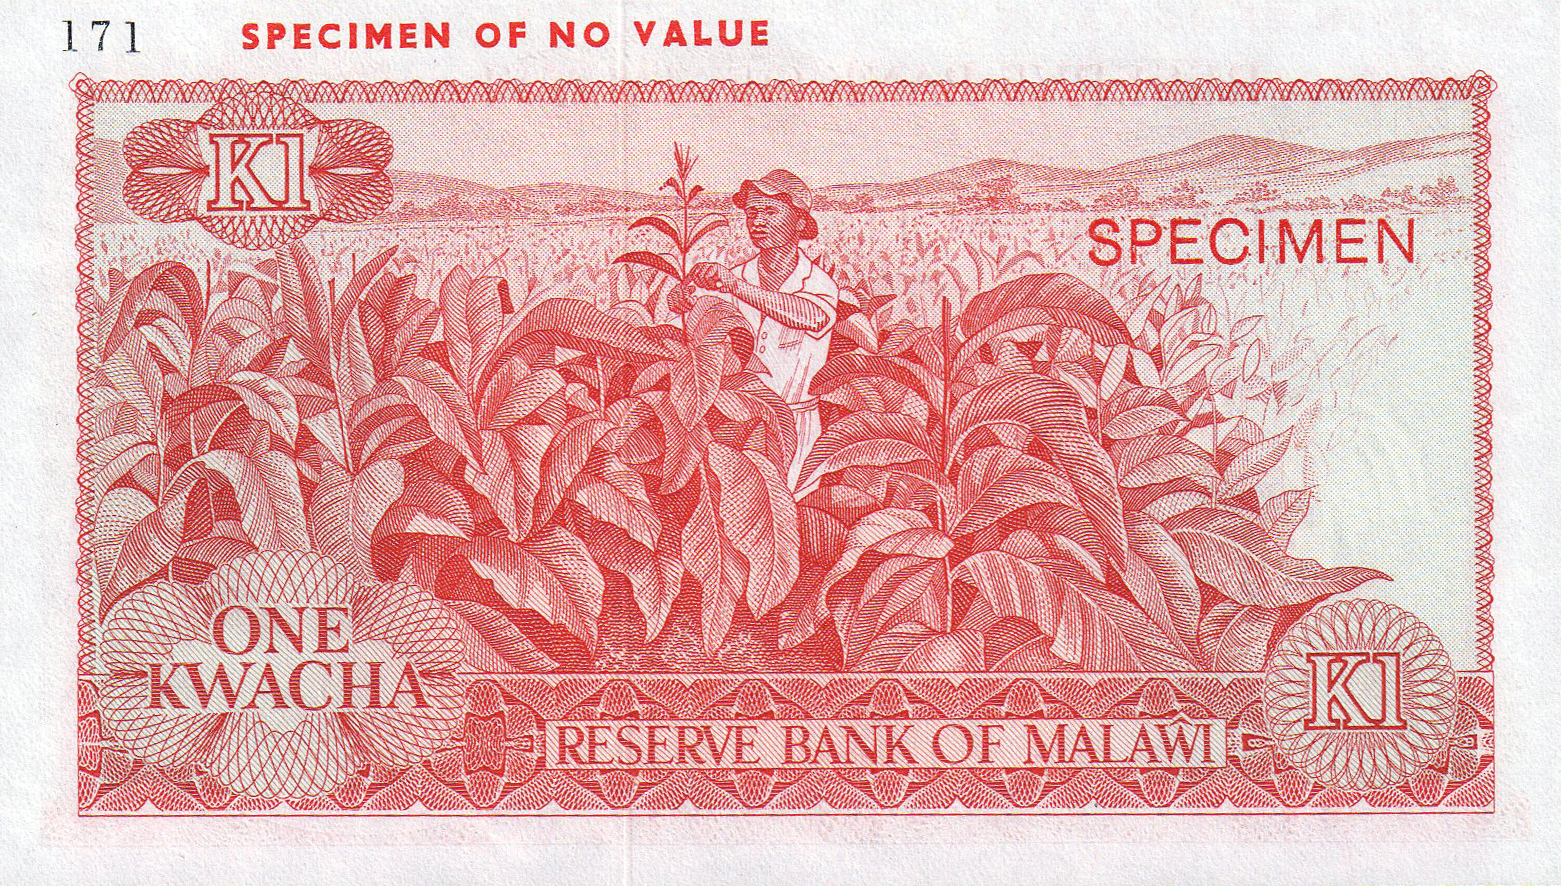 171 SPECIMEN OF NO VALUE
K1
SPECIMEN
ONE
KWACHA
RESERVE BANK OF MALAŴI
K1